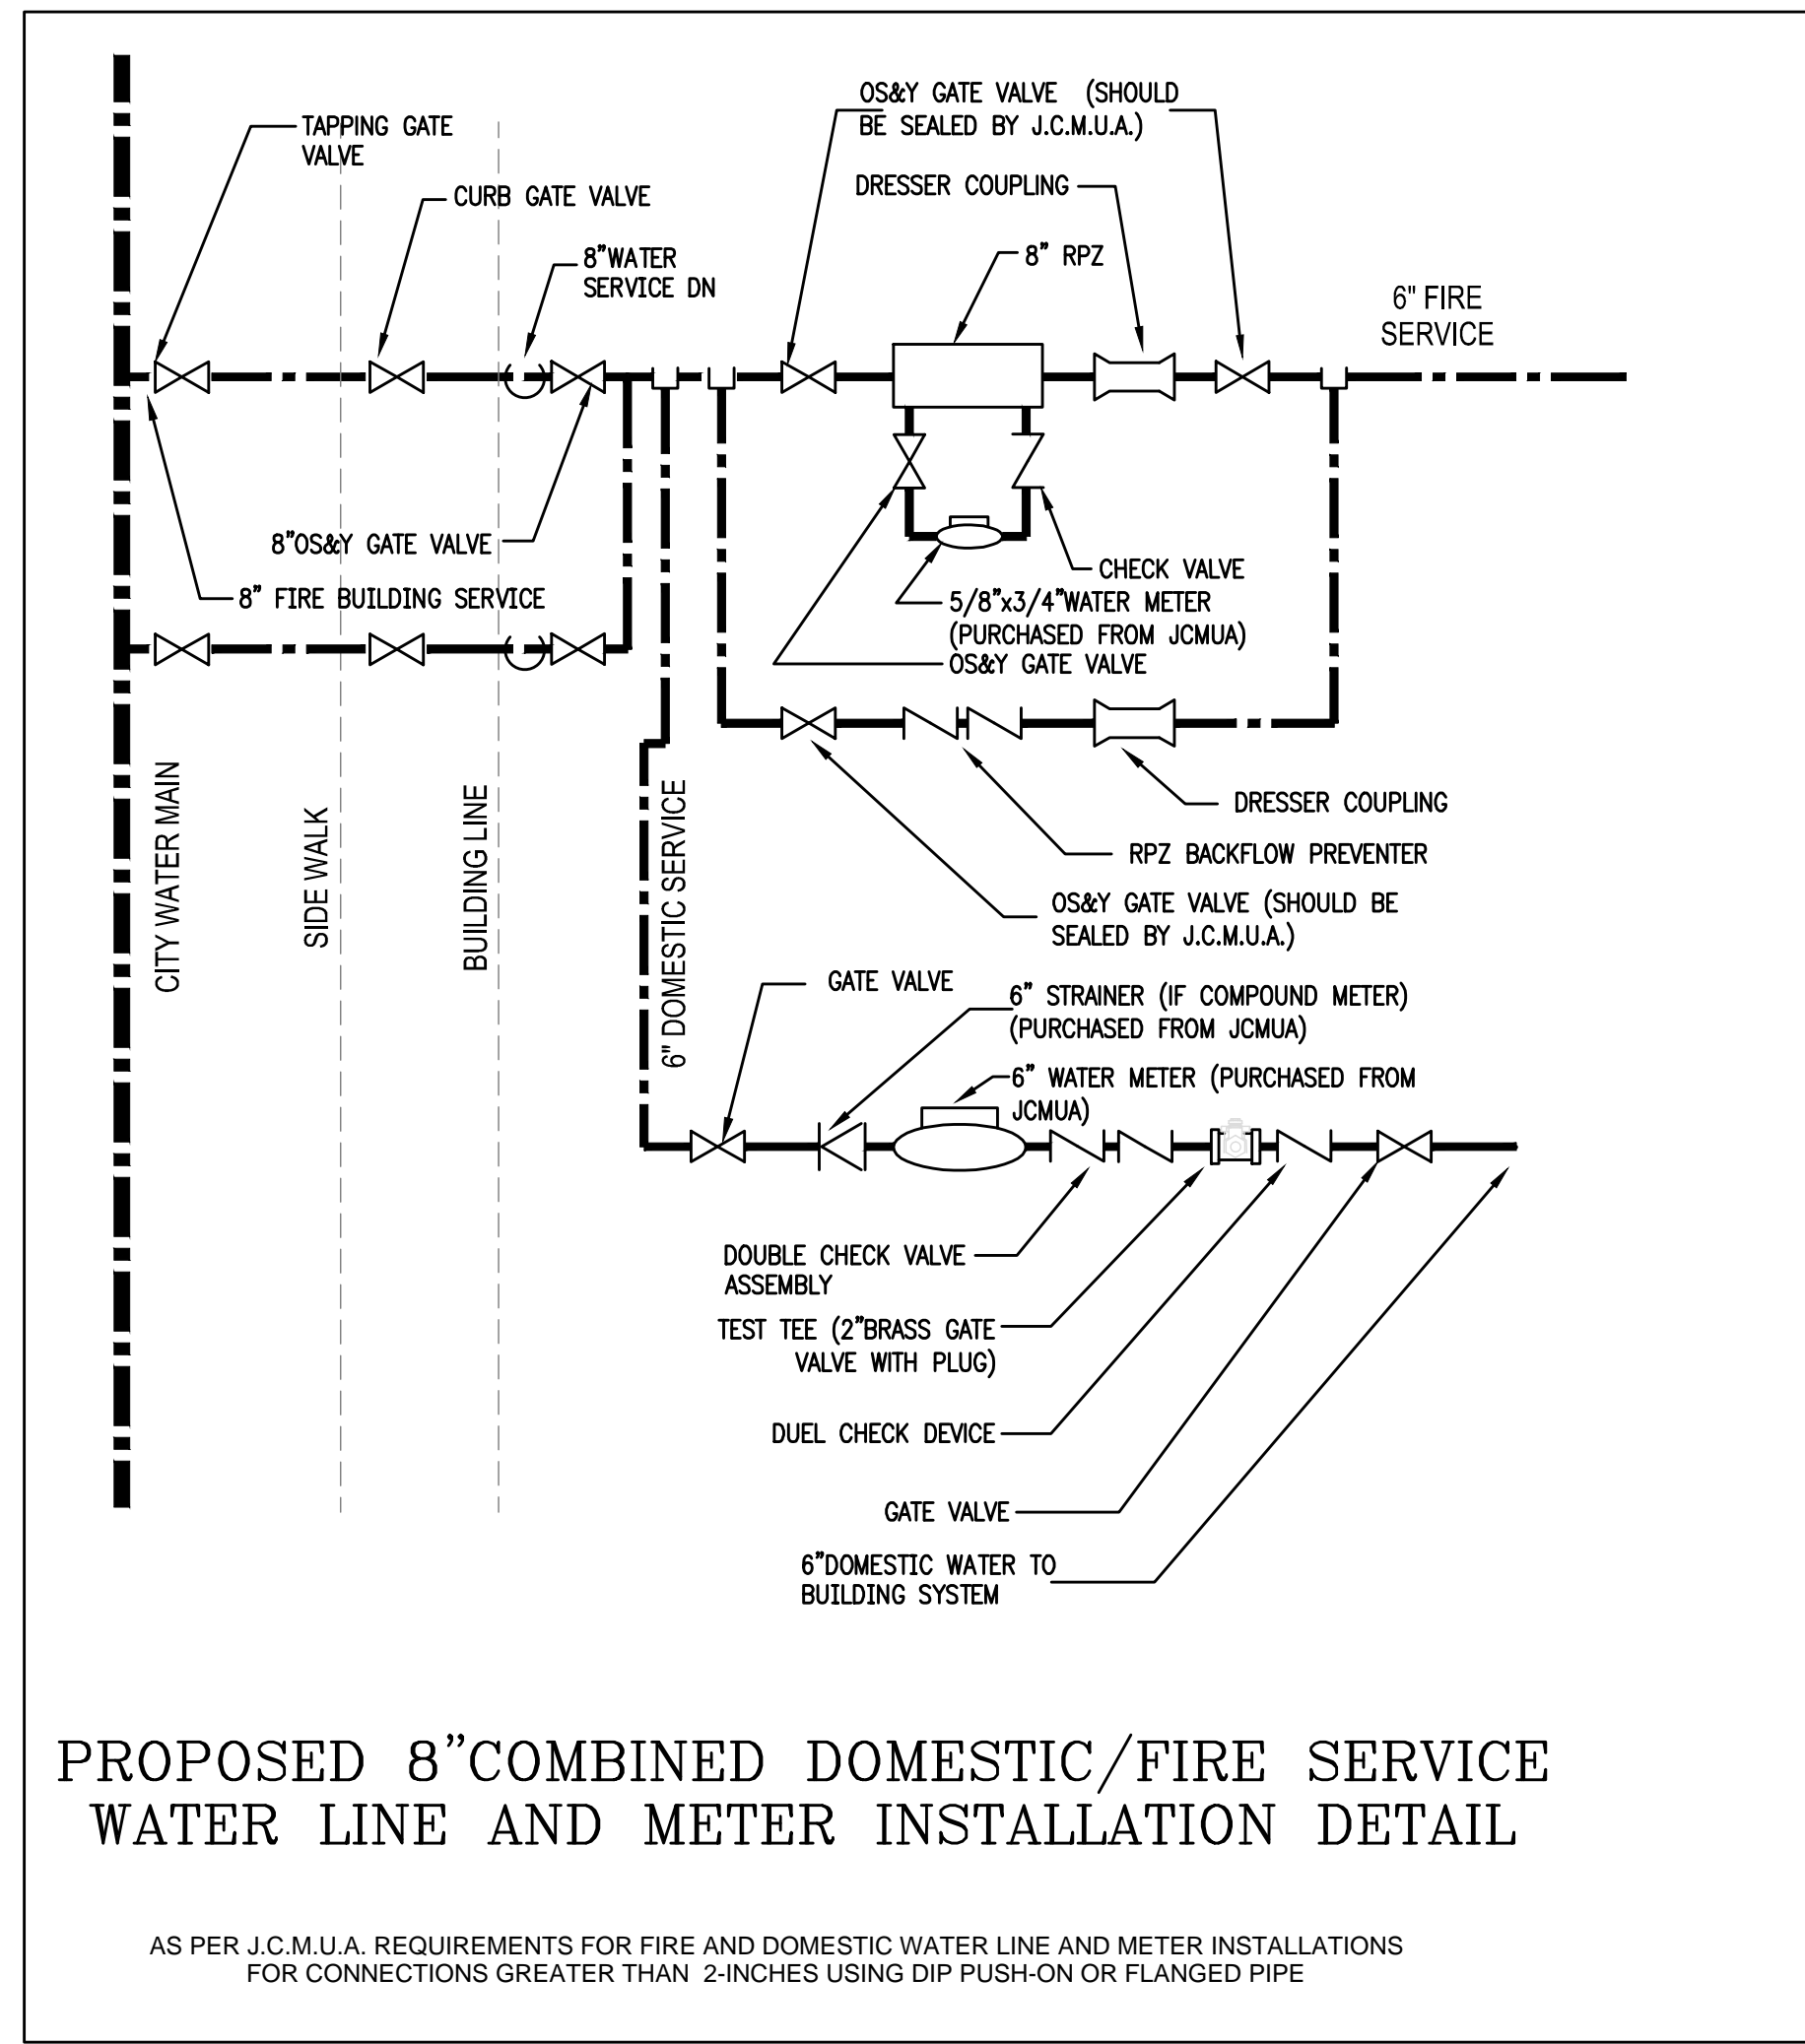 OS&Y GATE VALVE (SHOULD
BE SEALED BY J.C.M.U.A.)
TAPPING GATE
VALVE
DRESSER COUPLING
CURB GATE VALVE
8" RPZ
8"WATER
SERVICE DN
6" FIRE
SERVICE
8"OS&Y GATE VALVE
8" FIRE BUILDING SERVICE
CHECK VALVE
5/8"x3/4"WATER METER
(PURCHASED FROM JCMUA)
OS&Y GATE VALVE
CITY WATER MAIN
SIDE WALK
BUILDING LINE
6" DOMESTIC SERVICE
DRESSER COUPLING
RPZ BACKFLOW PREVENTER
OS&Y GATE VALVE (SHOULD BE
SEALED BY J.C.M.U.A.)
GATE VALVE
6" STRAINER (IF COMPOUND METER)
(PURCHASED FROM JCMUA)
6" WATER METER (PURCHASED FROM
JCMUA)
DOUBLE CHECK VALVE
ASSEMBLY
TEST TEE (2"BRASS GATE
VALVE WITH PLUG)
DUEL CHECK DEVICE
GATE VALVE
6"DOMESTIC WATER TO
BUILDING SYSTEM
PROPOSED 8"COMBINED DOMESTIC/FIRE SERVICE
WATER LINE AND METER INSTALLATION DETAIL
AS PER J.C.M.U.A. REQUIREMENTS FOR FIRE AND DOMESTIC WATER LINE AND METER INSTALLATIONS
FOR CONNECTIONS GREATER THAN 2-INCHES USING DIP PUSH-ON OR FLANGED PIPE